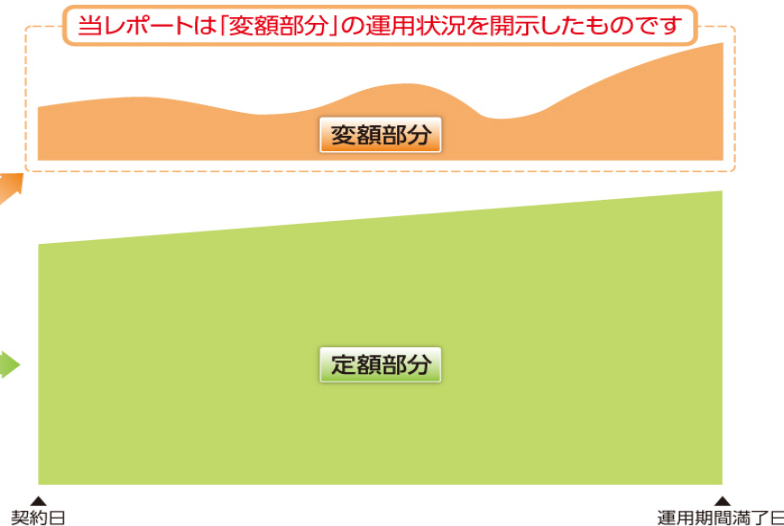 当レポートは「変額部分」の運用状況を開示したものです
変額部分
定額部分
▲
契約日
▲
運用期間満了日